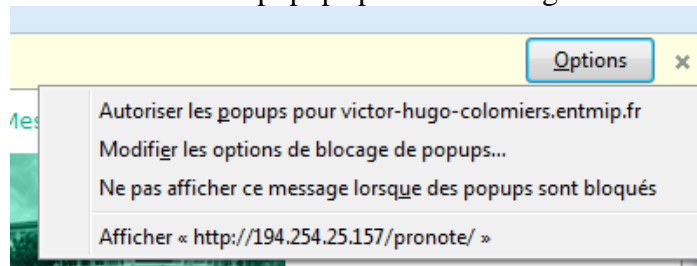 Options
Mes
Autoriser les popups pour victor-hugo-colomiers.entmip.fr
Modifier les options de blocage de popups...
Ne pas afficher ce message lorsque des popups sont bloqués
Afficher « http://194.254.25.157/pronote/ »